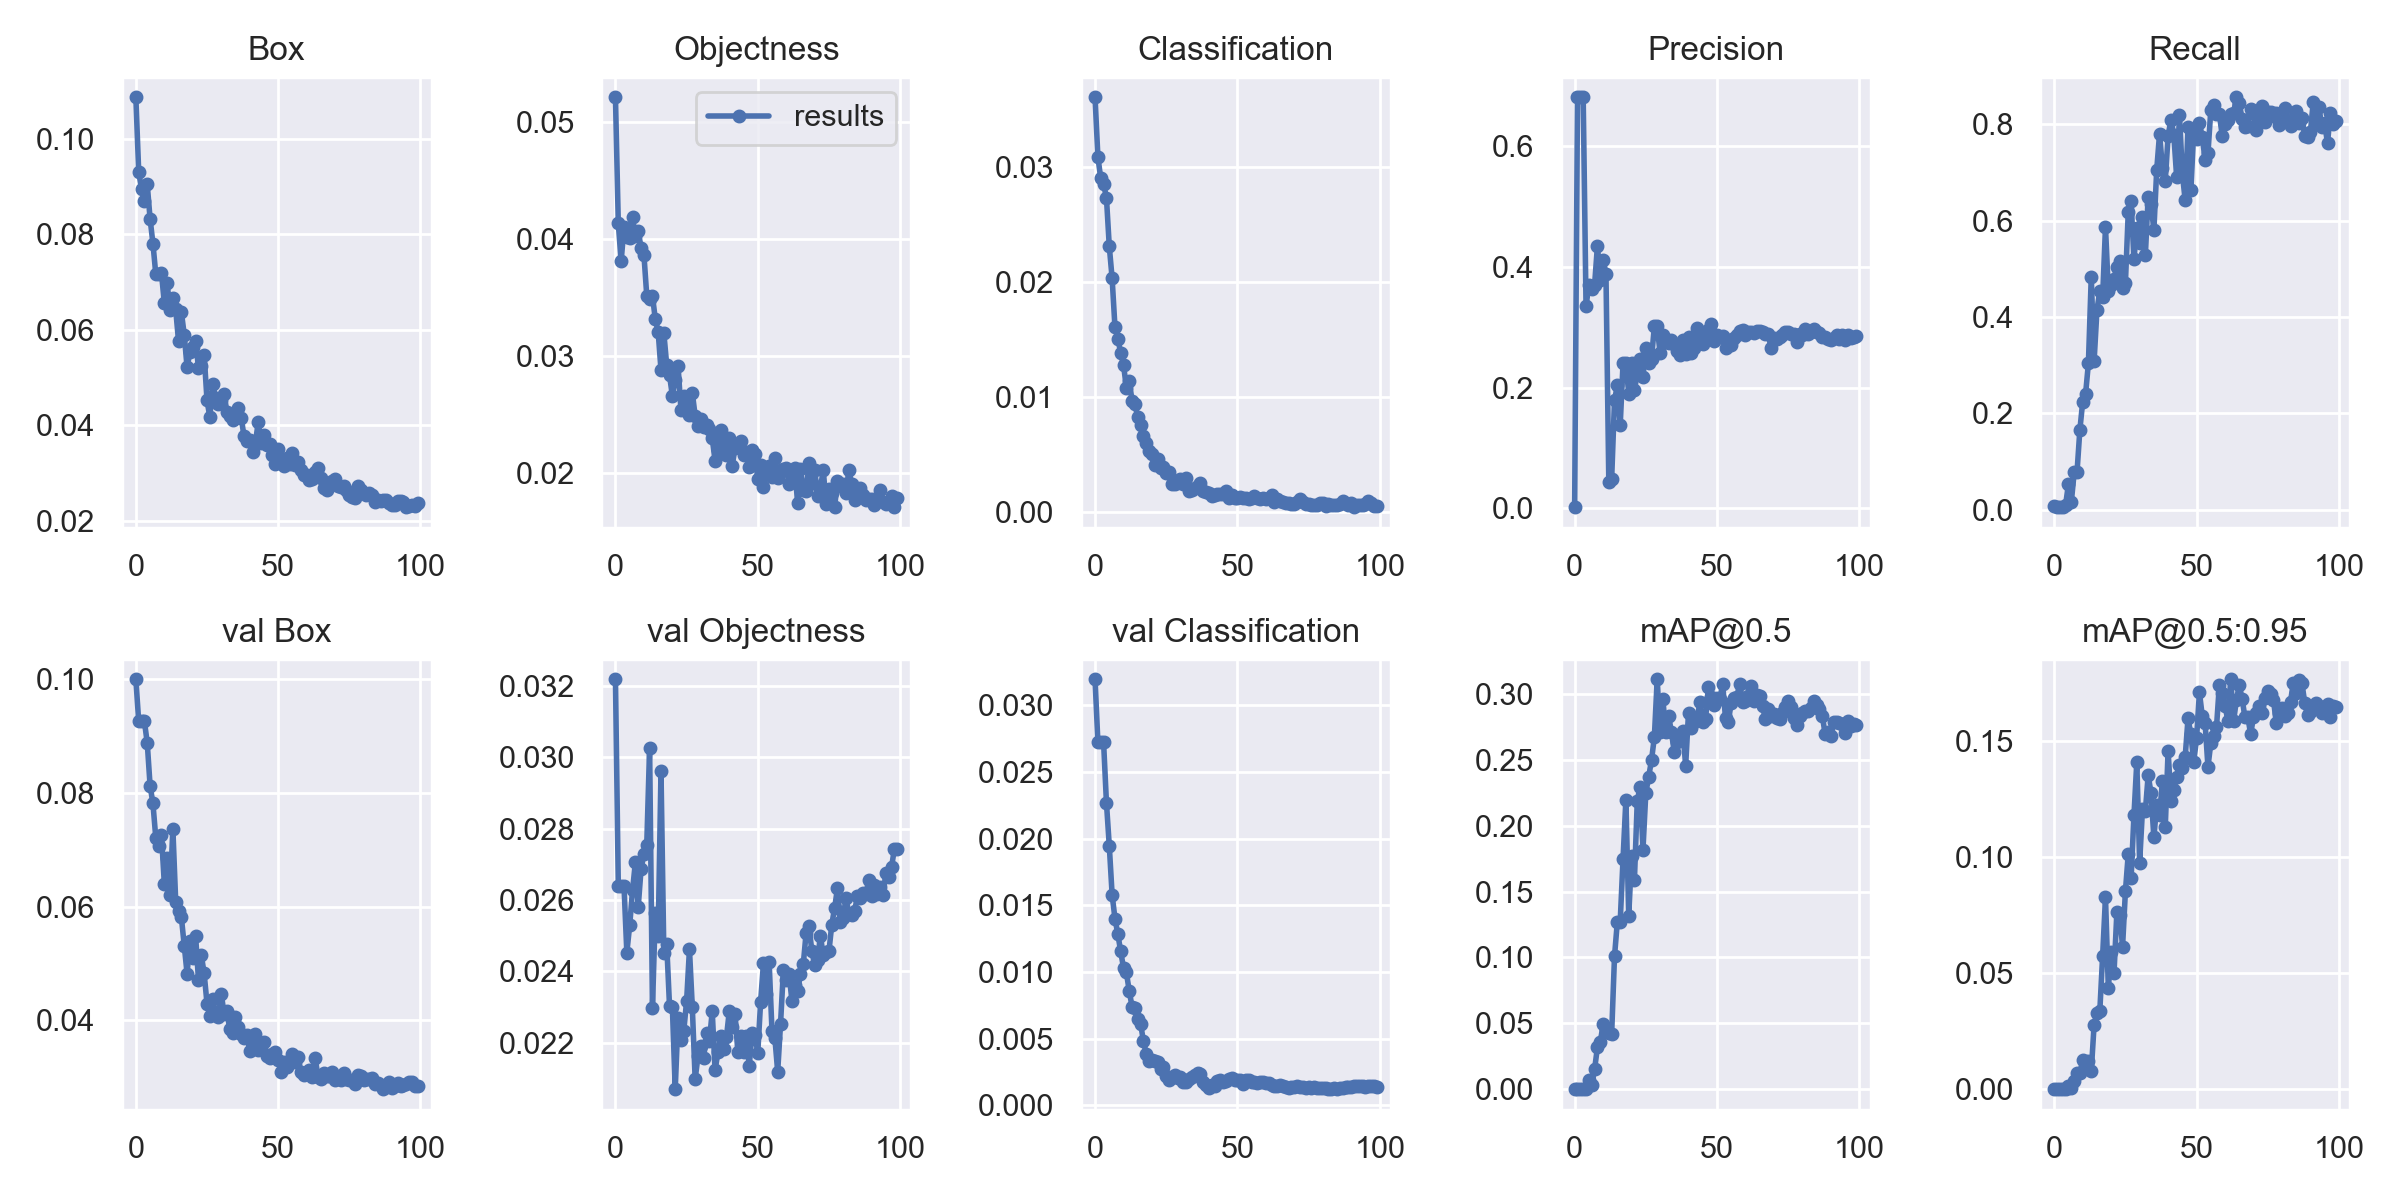 Box
0.10
0.08
0.06
0.04
0.02
0 50 100
Objectness
results
0.05
0.04
0.03
0.02
0 50 100
Classification
0.03
0.02
0.01
0.00
0 50 100
Precision
0.6
0.4
0.2
0.0
0 50 100
Recall
0.8
0.6
0.4
0.2
0.0
0 50 100
val Box
0.10
0.08
0.06
0.04
0 50 100
val Objectness
0.032
0.030
0.028
0.026
0.024
0.022
0 50 100
val Classification
0.030
0.025
0.020
0.015
0.010
0.005
0.000
0 50 100
mAP@0.5
0.30
0.25
0.20
0.15
0.10
0.05
0.00
0 50 100
mAP@0.5:0.95
0.15
0.10
0.05
0.00
0 50 100